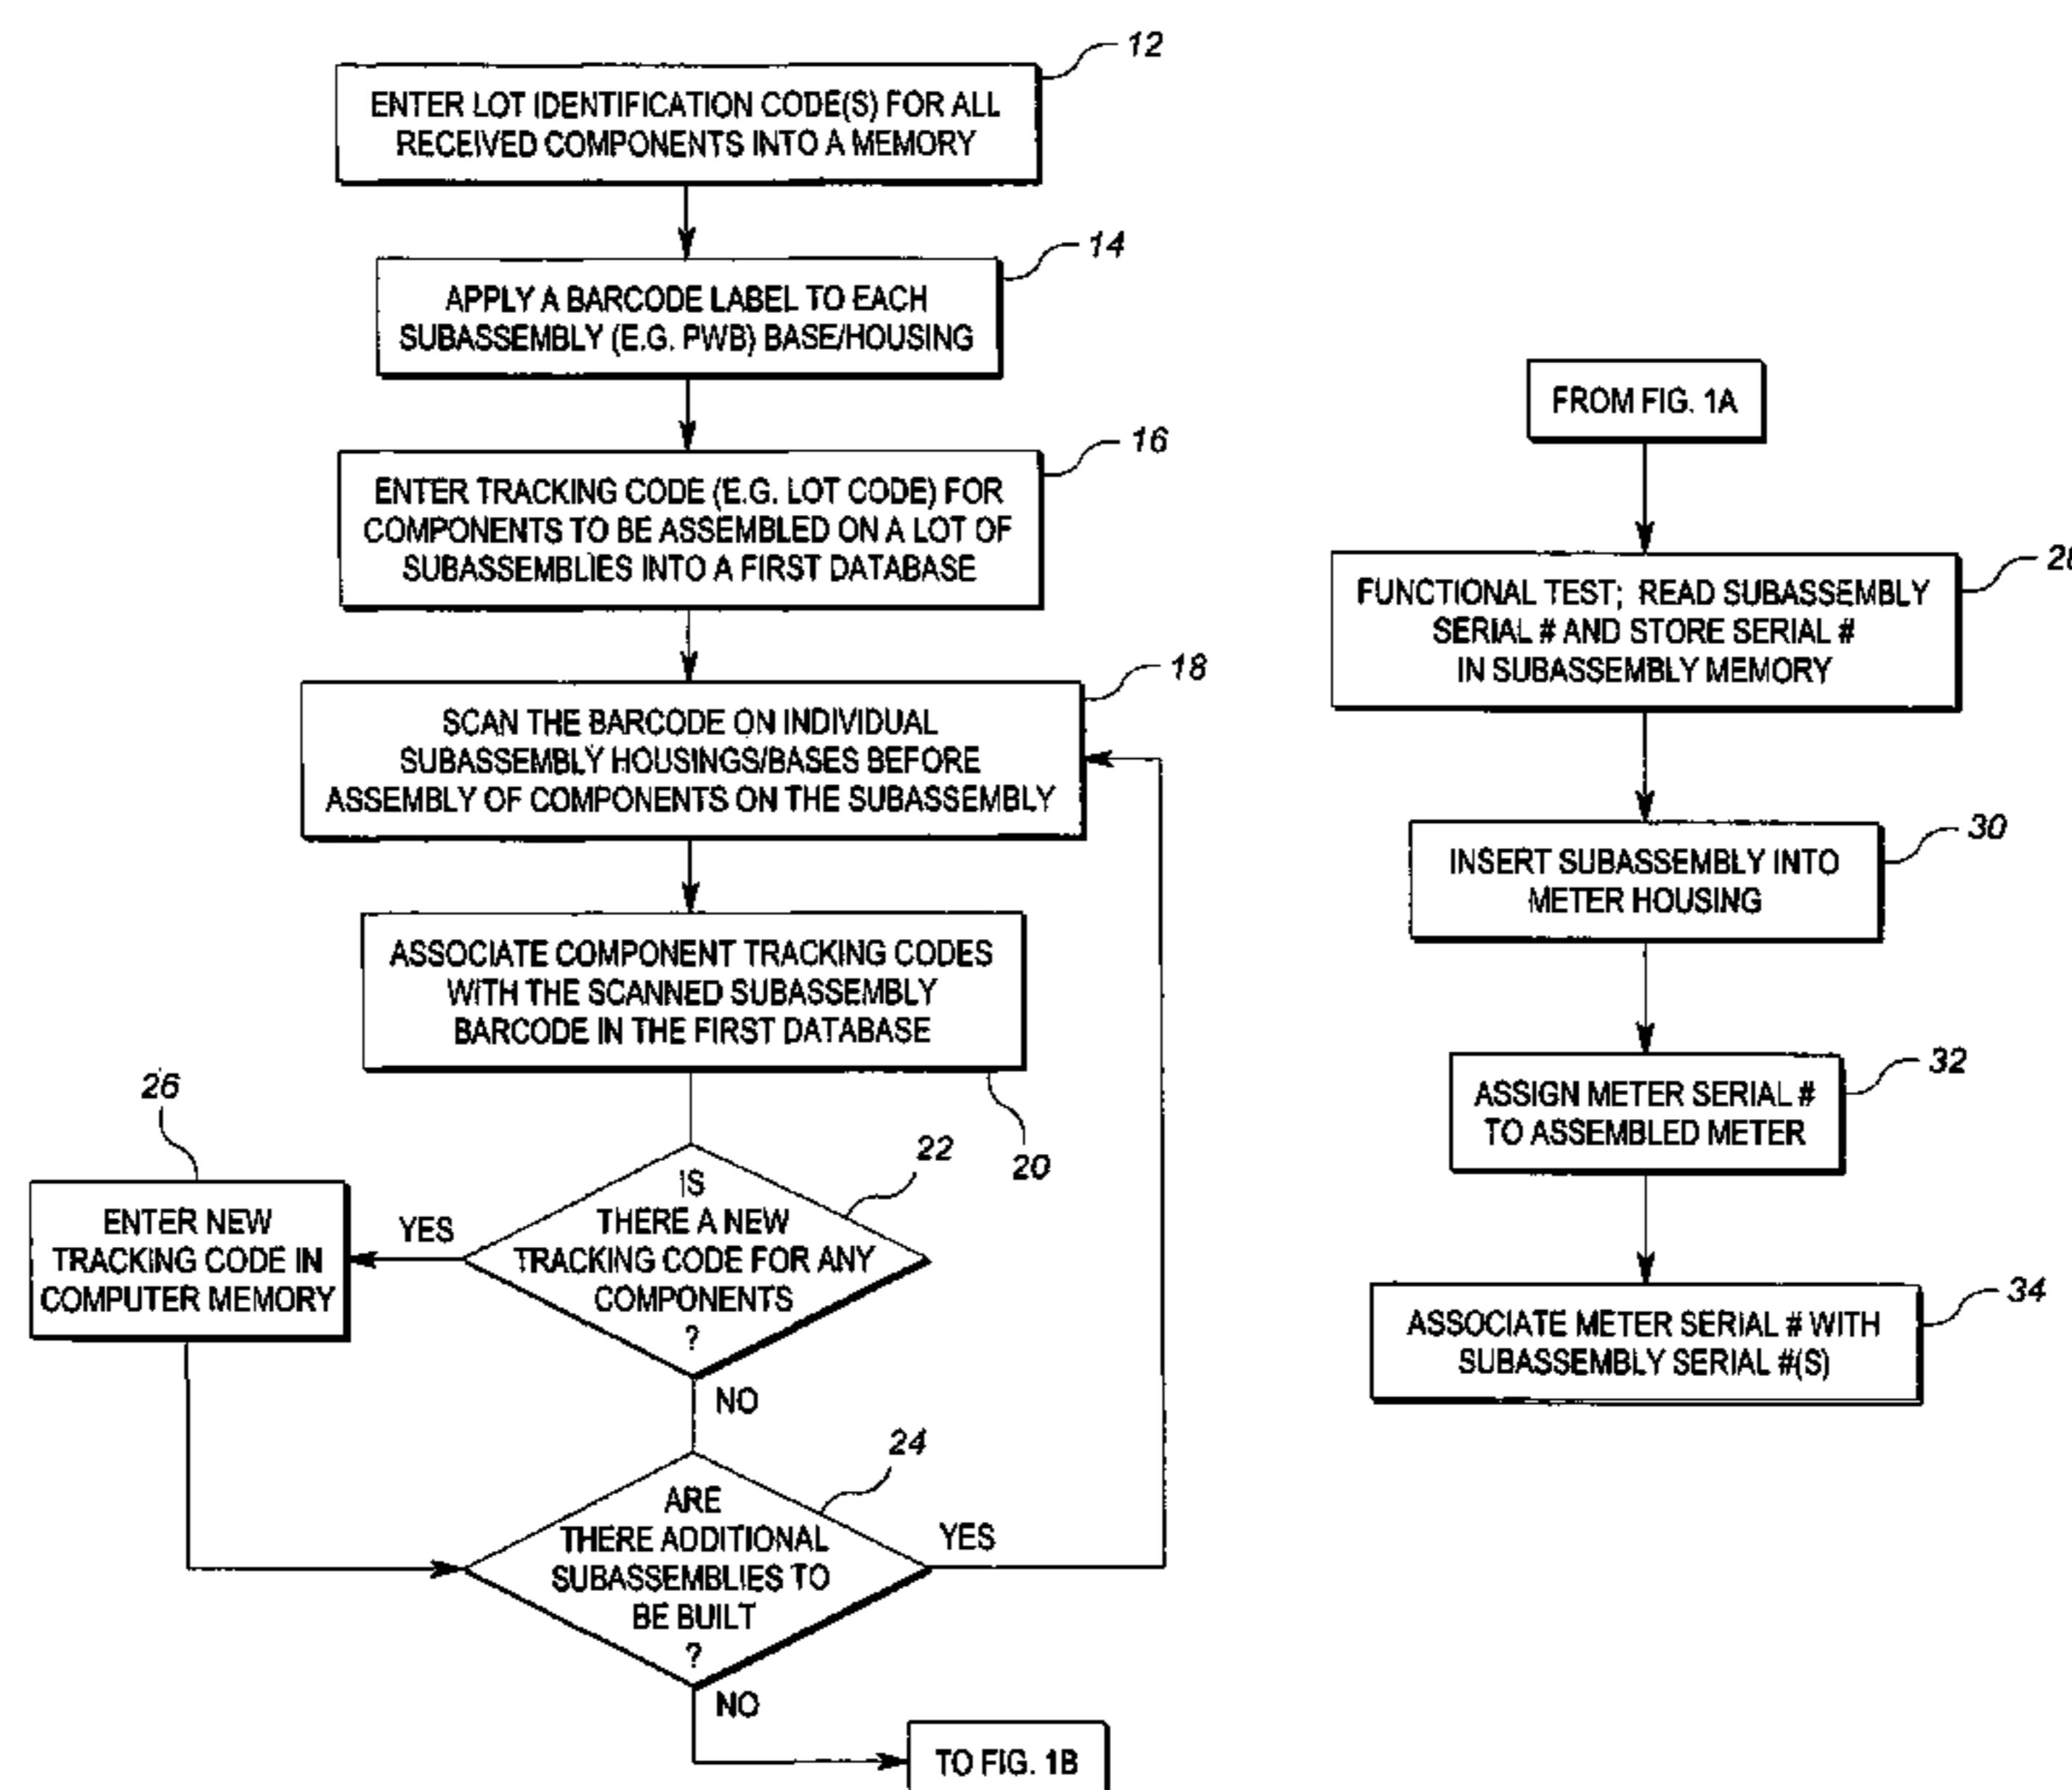 12
ENTER LOT IDENTIFICATION CODE(S) FOR ALL
RECEIVED COMPONENTS INTO A MEMORY
14
APPLY A BARCODE LABEL TO EACH
SUBASSEMBLY (E.G. PWB) BASE/HOUSING
16
ENTER TRACKING CODE (E.G. LOT CODE) FOR
COMPONENTS TO BE ASSEMBLED ON A LOT OF
SUBASSEMBLIES INTO A FIRST DATABASE
18
SCAN THE BARCODE ON INDIVIDUAL
SUBASSEMBLY HOUSINGS/BASES BEFORE
ASSEMBLY OF COMPONENTS ON THE SUBASSEMBLY
ASSOCIATE COMPONENT TRACKING CODES
WITH THE SCANNED SUBASSEMBLY
BARCODE IN THE FIRST DATABASE
20
22
IS
THERE A NEW
TRACKING CODE FOR ANY
COMPONENTS
?
YES
26
ENTER NEW
TRACKING CODE IN
COMPUTER MEMORY
NO
24
ARE
THERE ADDITIONAL
SUBASSEMBLIES TO
BE BUILT
?
YES
NO
TO FIG. 1B
FROM FIG. 1A
FUNCTIONAL TEST; READ SUBASSEMBLY
SERIAL # AND STORE SERIAL #
IN SUBASSEMBLY MEMORY
30
INSERT SUBASSEMBLY INTO
METER HOUSING
32
ASSIGN METER SERIAL #
TO ASSEMBLED METER
34
ASSOCIATE METER SERIAL # WITH
SUBASSEMBLY SERIAL #(S)